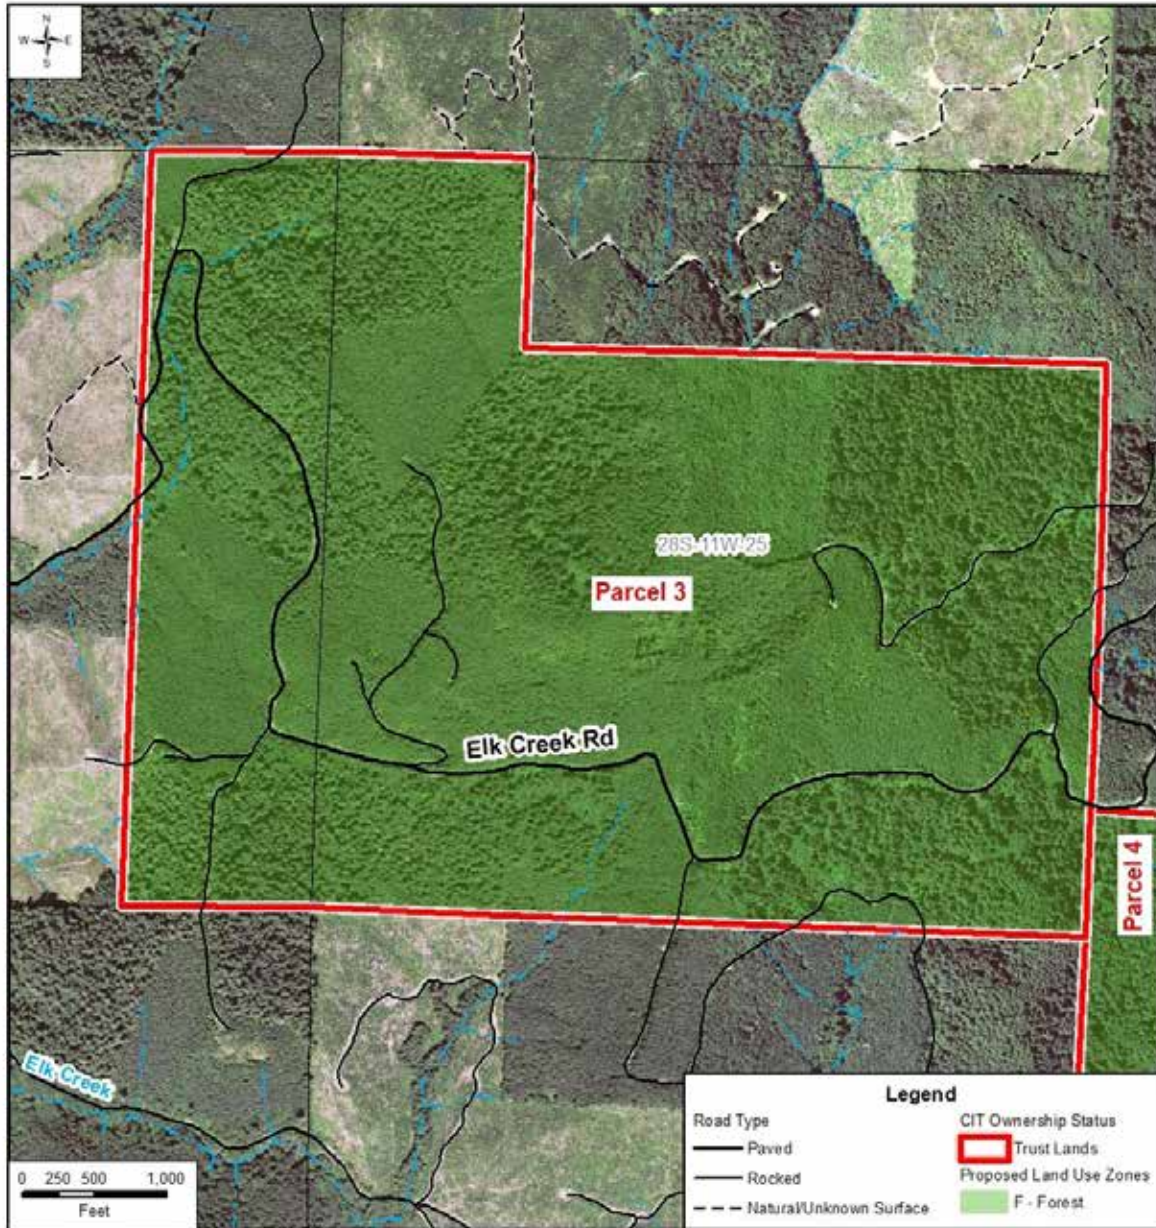 N
W E
S
28S-11W-25
Parcel 3
Elk Creek Rd
Parcel 4
Elk Creek
0 250 500 1,000
Feet
Legend
Road Type
Paved
Rocked
Natural/Unknown Surface
CIT Ownership Status
Trust Lands
Proposed Land Use Zones
F - Forest